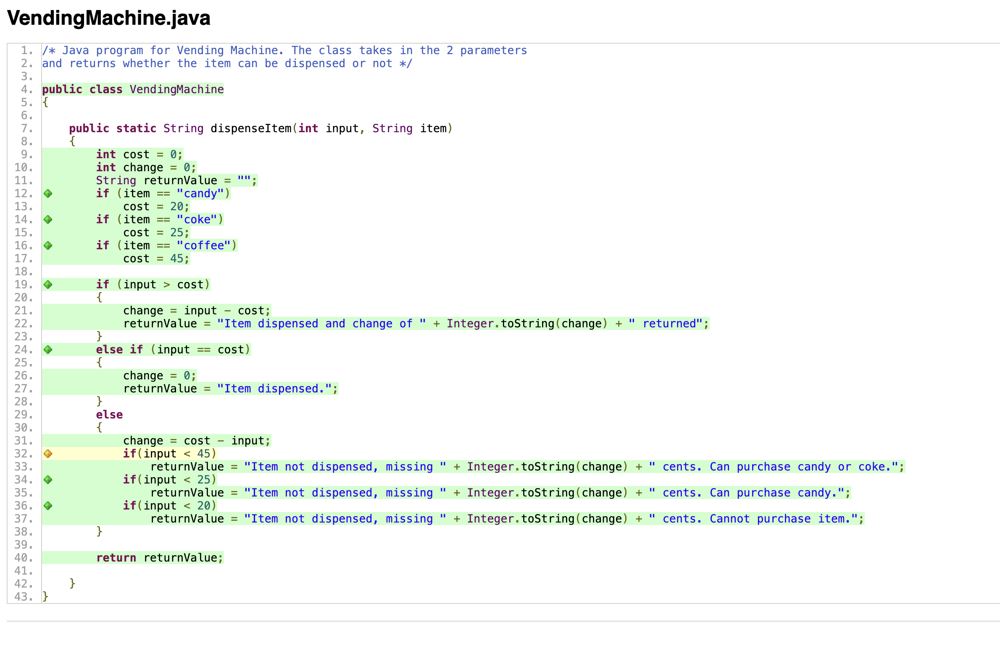 VendingMachine.java
1. /* Java program for Vending Machine. The class takes in the 2 parameters
2. and returns whether the item can be dispensed or not */
3.
4. public class VendingMachine
5. {
6.
7.     public static String dispenseItem(int input, String item)
8.     {
9.         int cost = 0;
10.         int change = 0;
11.         String returnValue = "";
12.         if (item == "candy")
13.             cost = 20;
14.         if (item == "coke")
15.             cost = 25;
16.         if (item == "coffee")
17.             cost = 45;
18.
19.         if (input > cost)
20.         {
21.             change = input - cost;
22.             returnValue = "Item dispensed and change of " + Integer.toString(change) + " returned";
23.         }
24.         else if (input == cost)
25.         {
26.             change = 0;
27.             returnValue = "Item dispensed.";
28.         }
29.         else
30.         {
31.             change = cost - input;
32.             if(input < 45)
33.                 returnValue = "Item not dispensed, missing " + Integer.toString(change) + " cents. Can purchase candy or coke.";
34.             if(input < 25)
35.                 returnValue = "Item not dispensed, missing " + Integer.toString(change) + " cents. Can purchase candy.";
36.             if(input < 20)
37.                 returnValue = "Item not dispensed, missing " + Integer.toString(change) + " cents. Cannot purchase item.";
38.         }
39.
40.         return returnValue;
41.
42.     }
43. }